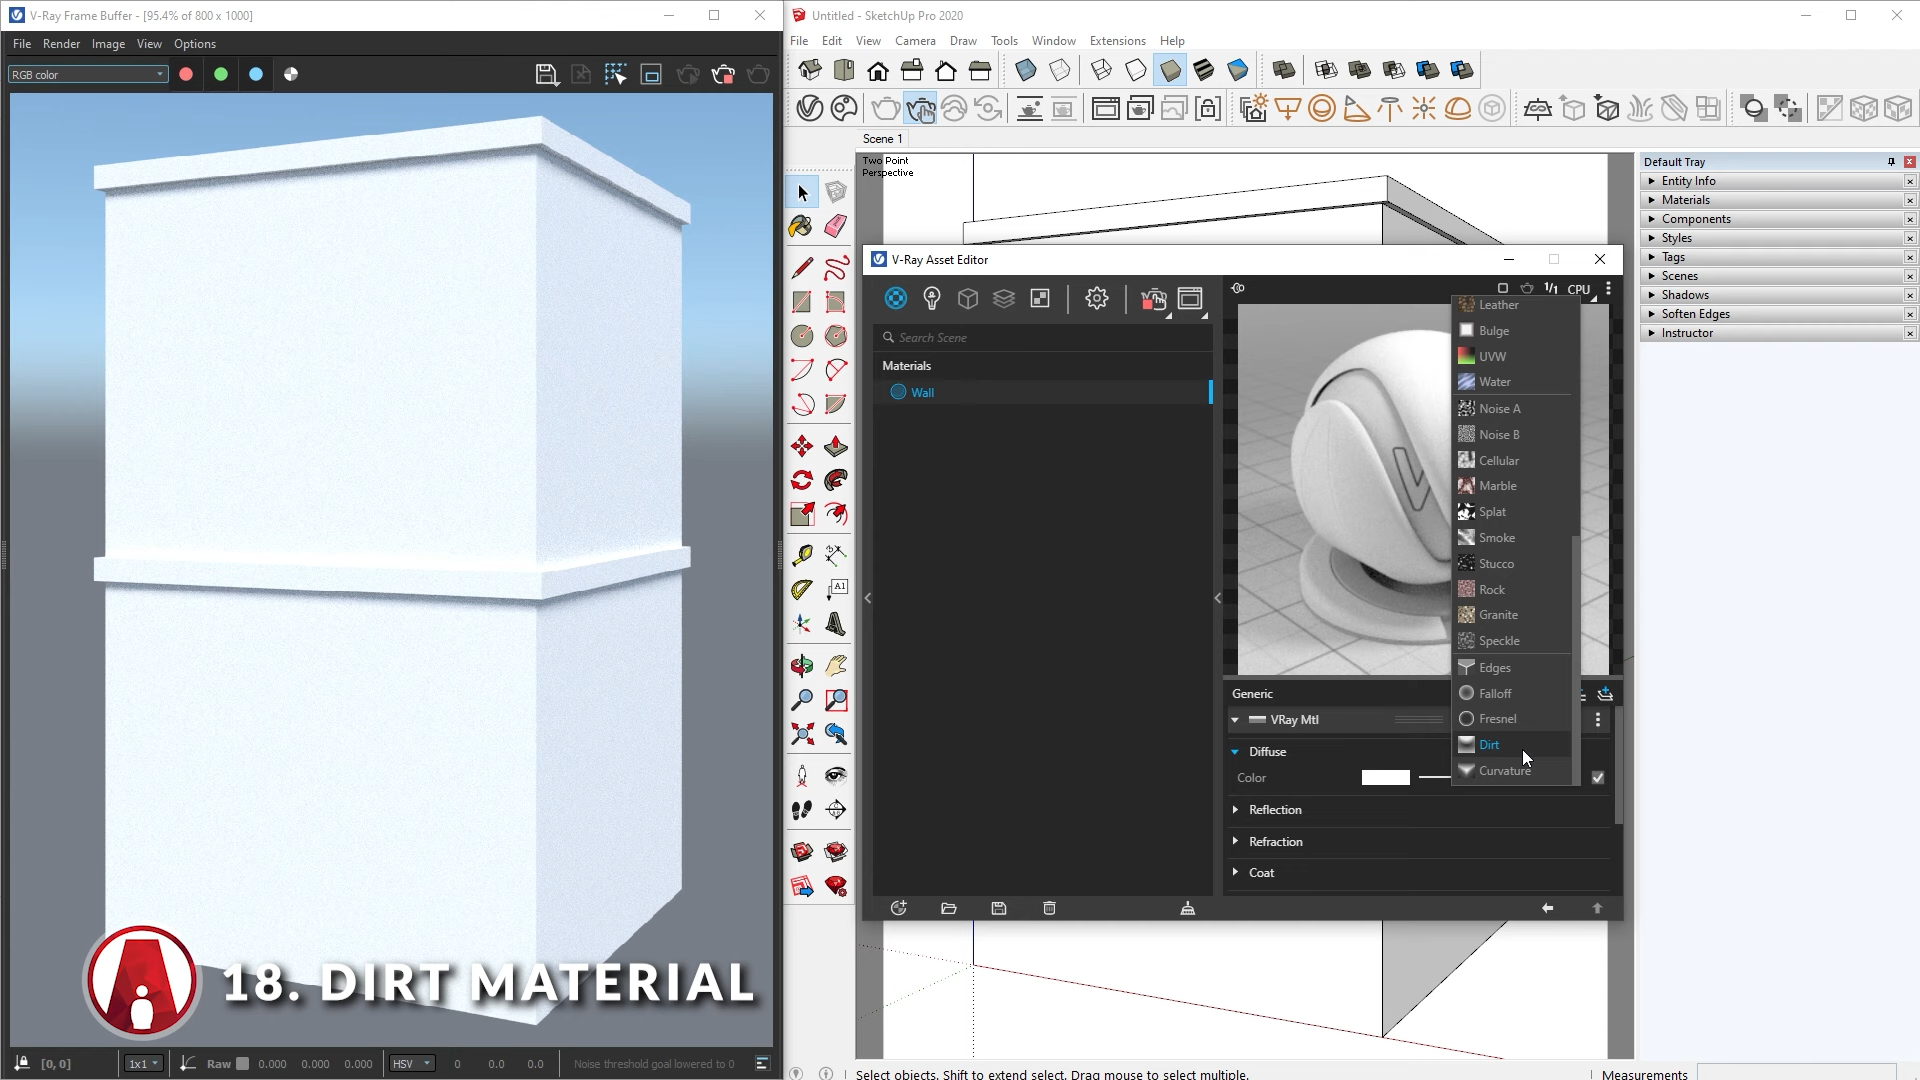 V-Ray Frame Buffer - [95.4% of 800 x 1000]
File Render Image View Options
RGB color
18. DIRT MATERIAL
[0, 0]
1x1
Raw
0.000
0.000
0.000
HSV
0
0.0
0.0
Noise threshold goal lowered to 0
Untitled - SketchUp Pro 2020
File Edit View Camera Draw Tools Window Extensions Help
Scene 1
Two Point
Perspective
A1
V-Ray Asset Editor
Search Scene
Materials
Wall
1/1
CPU
Leather
Bulge
UVW
Water
Noise A
Noise B
Cellular
Marble
Splat
Smoke
Stucco
Rock
Granite
Speckle
Edges
Falloff
Fresnel
Dirt
Curvature
Generic
VRay Mtl
Diffuse
Color
Reflection
Refraction
Coat
Default Tray
Entity Info
Materials
Components
Styles
Tags
Scenes
Shadows
Soften Edges
Instructor
Select objects. Shift to extend select. Drag mouse to select multiple.
Measurements